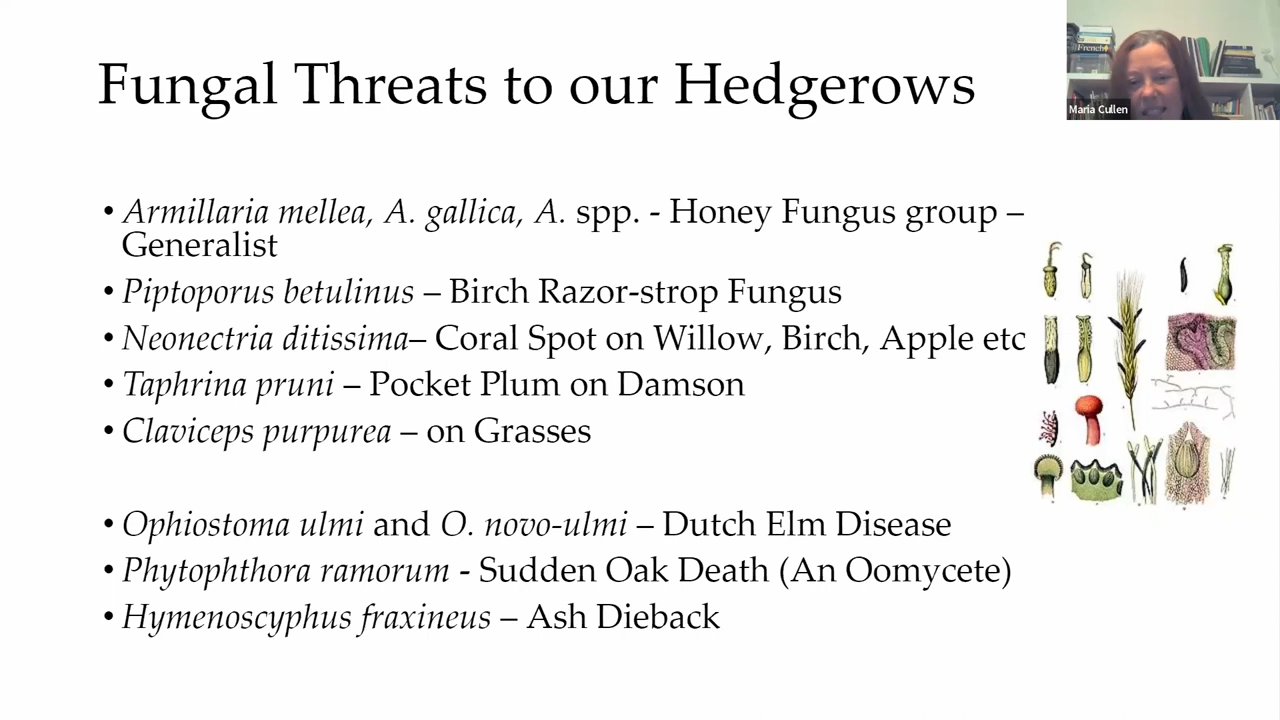 Fungal Threats to our Hedgerows
French
Maria Cullen
• Armillaria mellea, A. gallica, A. spp. - Honey Fungus group –
Generalist
• Piptoporus betulinus – Birch Razor-strop Fungus
• Neonectria ditissima– Coral Spot on Willow, Birch, Apple etc
• Taphrina pruni – Pocket Plum on Damson
• Claviceps purpurea – on Grasses
• Ophiostoma ulmi and O. novo-ulmi – Dutch Elm Disease
• Phytophthora ramorum - Sudden Oak Death (An Oomycete)
• Hymenoscyphus fraxineus – Ash Dieback